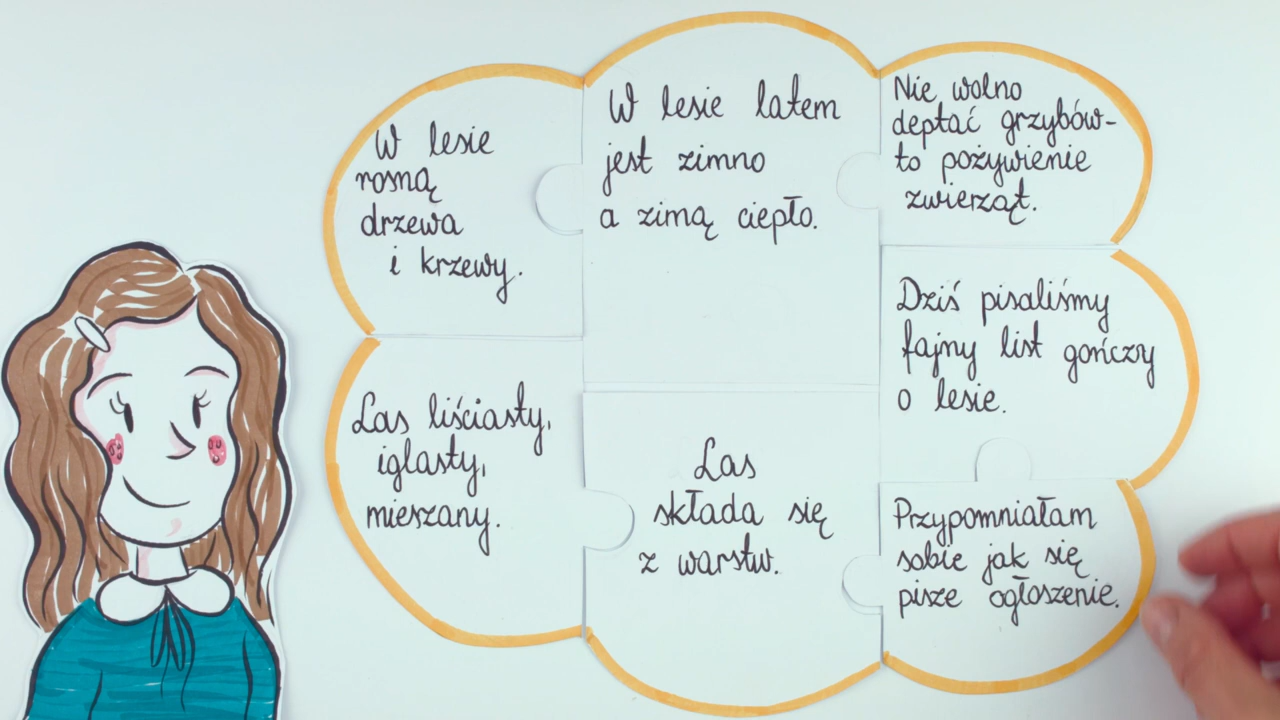 W lesie
rosną
drzewa
i krzewy.
W lesie latem
jest zimno
a zimą ciepło.
Nie wolno
deptać grzybów-
to pożywienie
zwierząt.
Dziś pisaliśmy
fajny list gończy
o lesie.
Las liściasty,
iglasty,
mieszany.
Las
składa się
z warstw.
Przypomniałam
sobie jak się
pisze ogłoszenie.